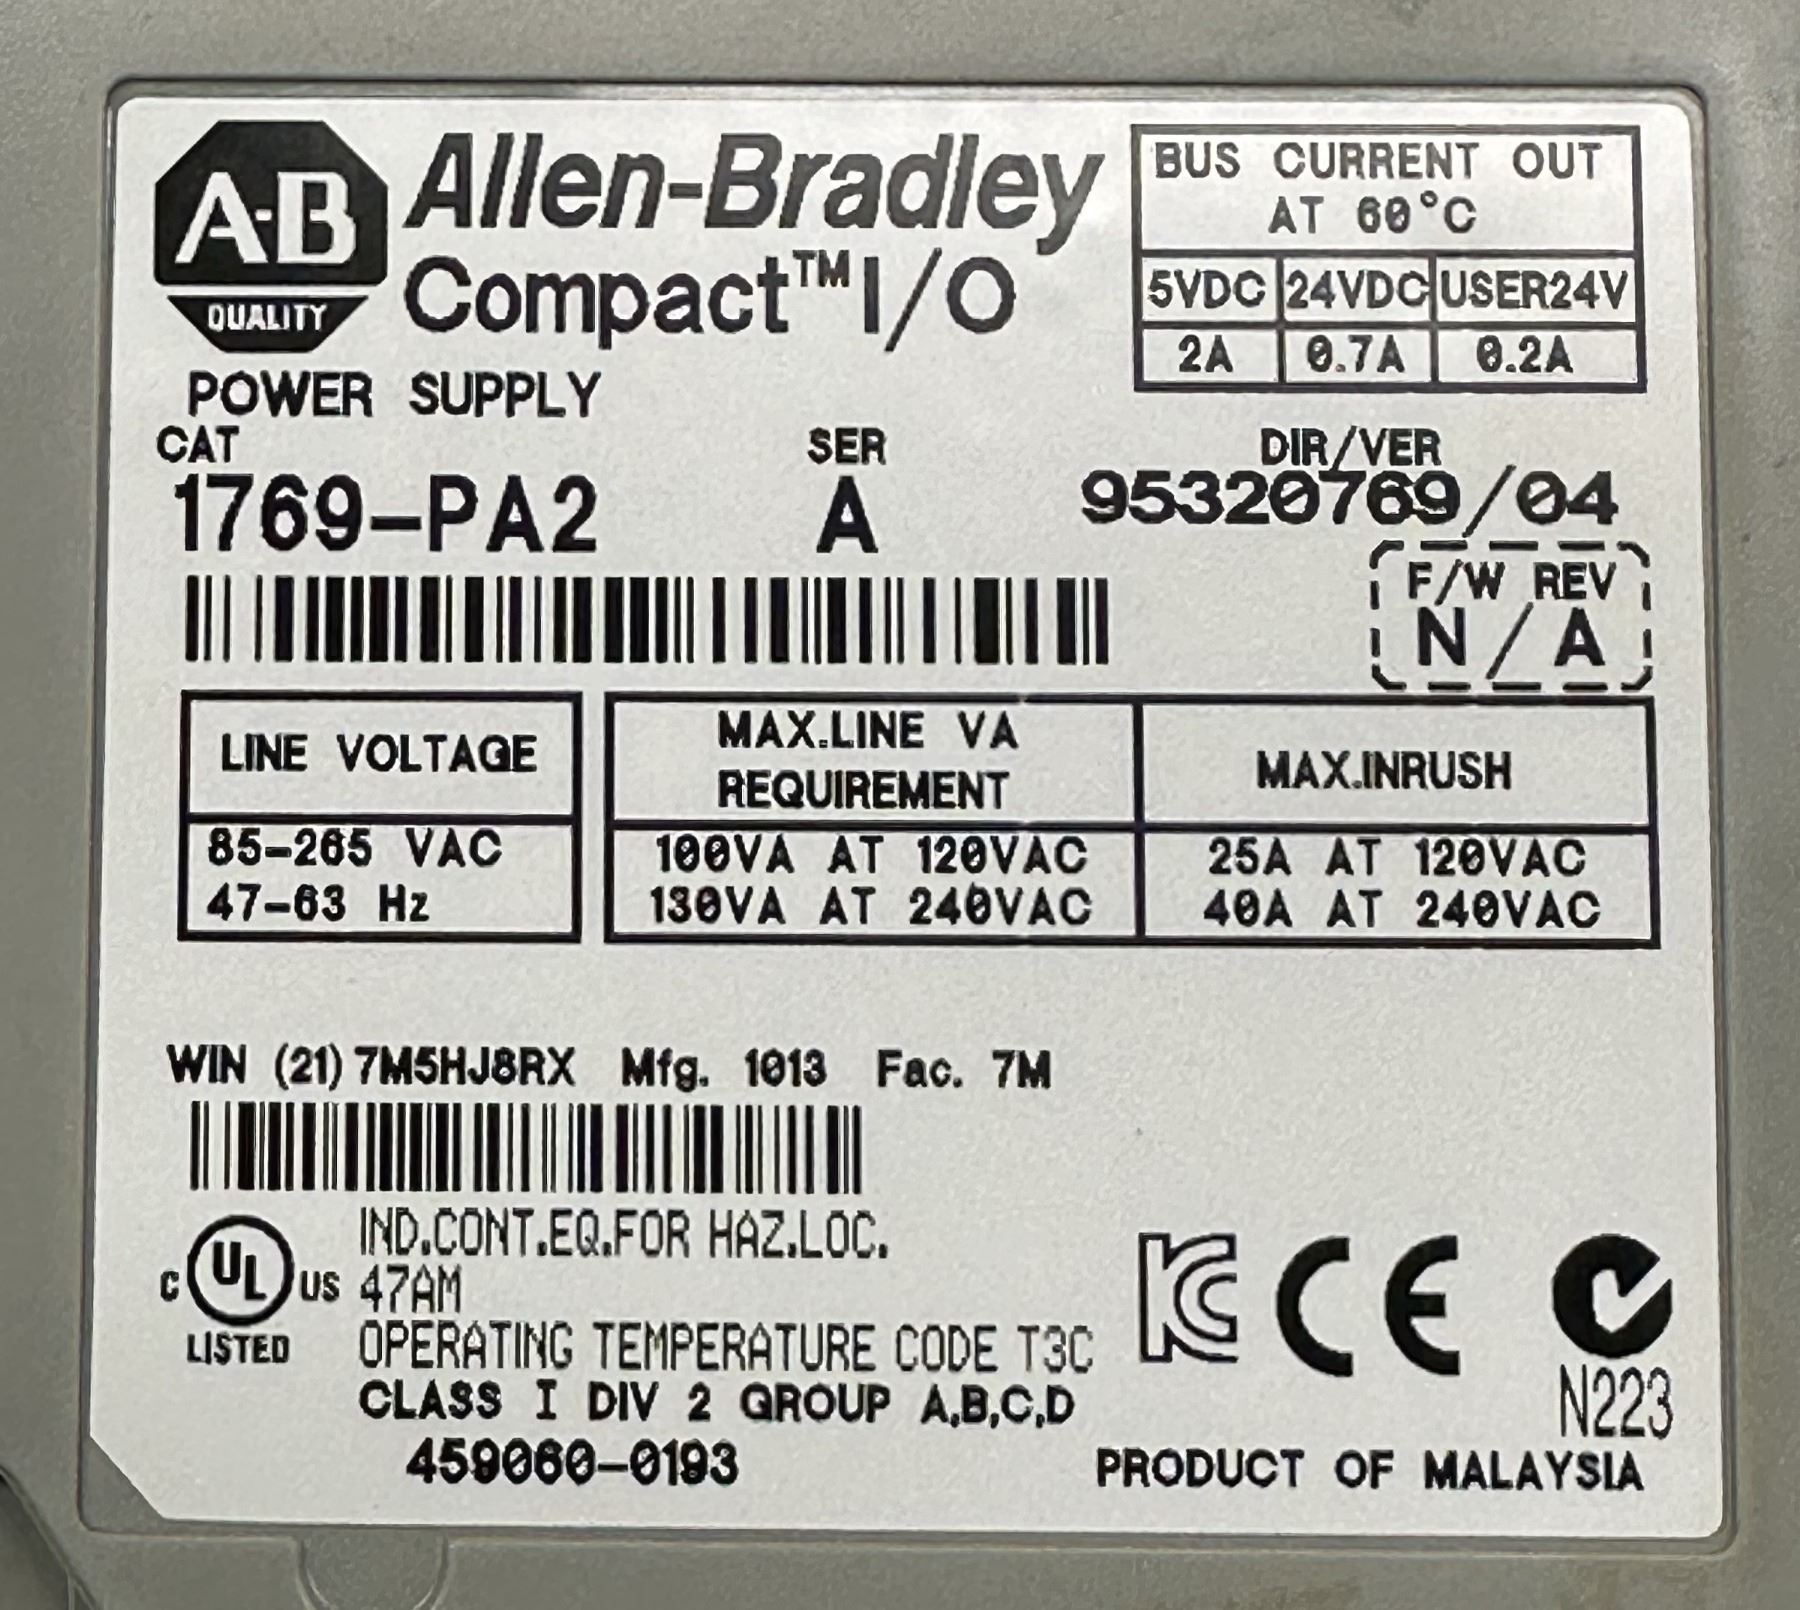 A-B
QUALITY
Allen-Bradley
Compact™ I/O
POWER SUPPLY
BUS CURRENT OUT
AT 60°C
5VDC 24VDC USER24V
2A 0.7A 0.2A
CAT SER DIR/VER
1769-PA2 A 95320769/04
F/W REV
N/A
LINE VOLTAGE
85-265 VAC
47-63 Hz
MAX.LINE VA
REQUIREMENT
MAX.INRUSH
100VA AT 120VAC 25A AT 120VAC
130VA AT 240VAC 40A AT 240VAC
WIN (21) 7M5HJ8RX Mfg. 1013 Fac. 7M
C UL US
LISTED
IND.CONT.EQ.FOR HAZ.LOC.
47AM
OPERATING TEMPERATURE CODE T3C
CLASS I DIV 2 GROUP A,B,C,D
459060-0193
KC CE
N223
PRODUCT OF MALAYSIA